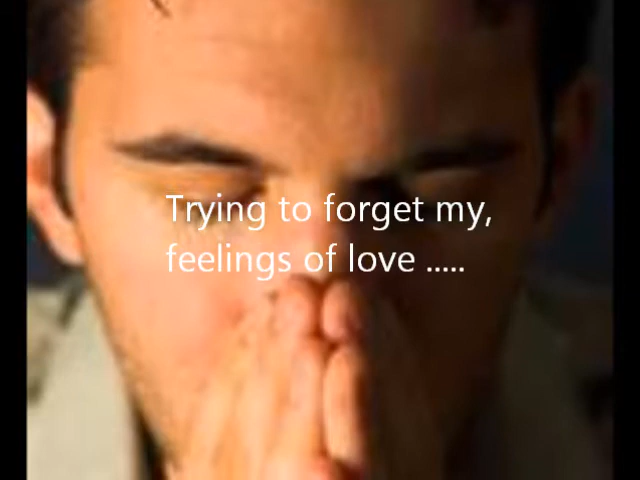 Trying to forget my,
feelings of love .....